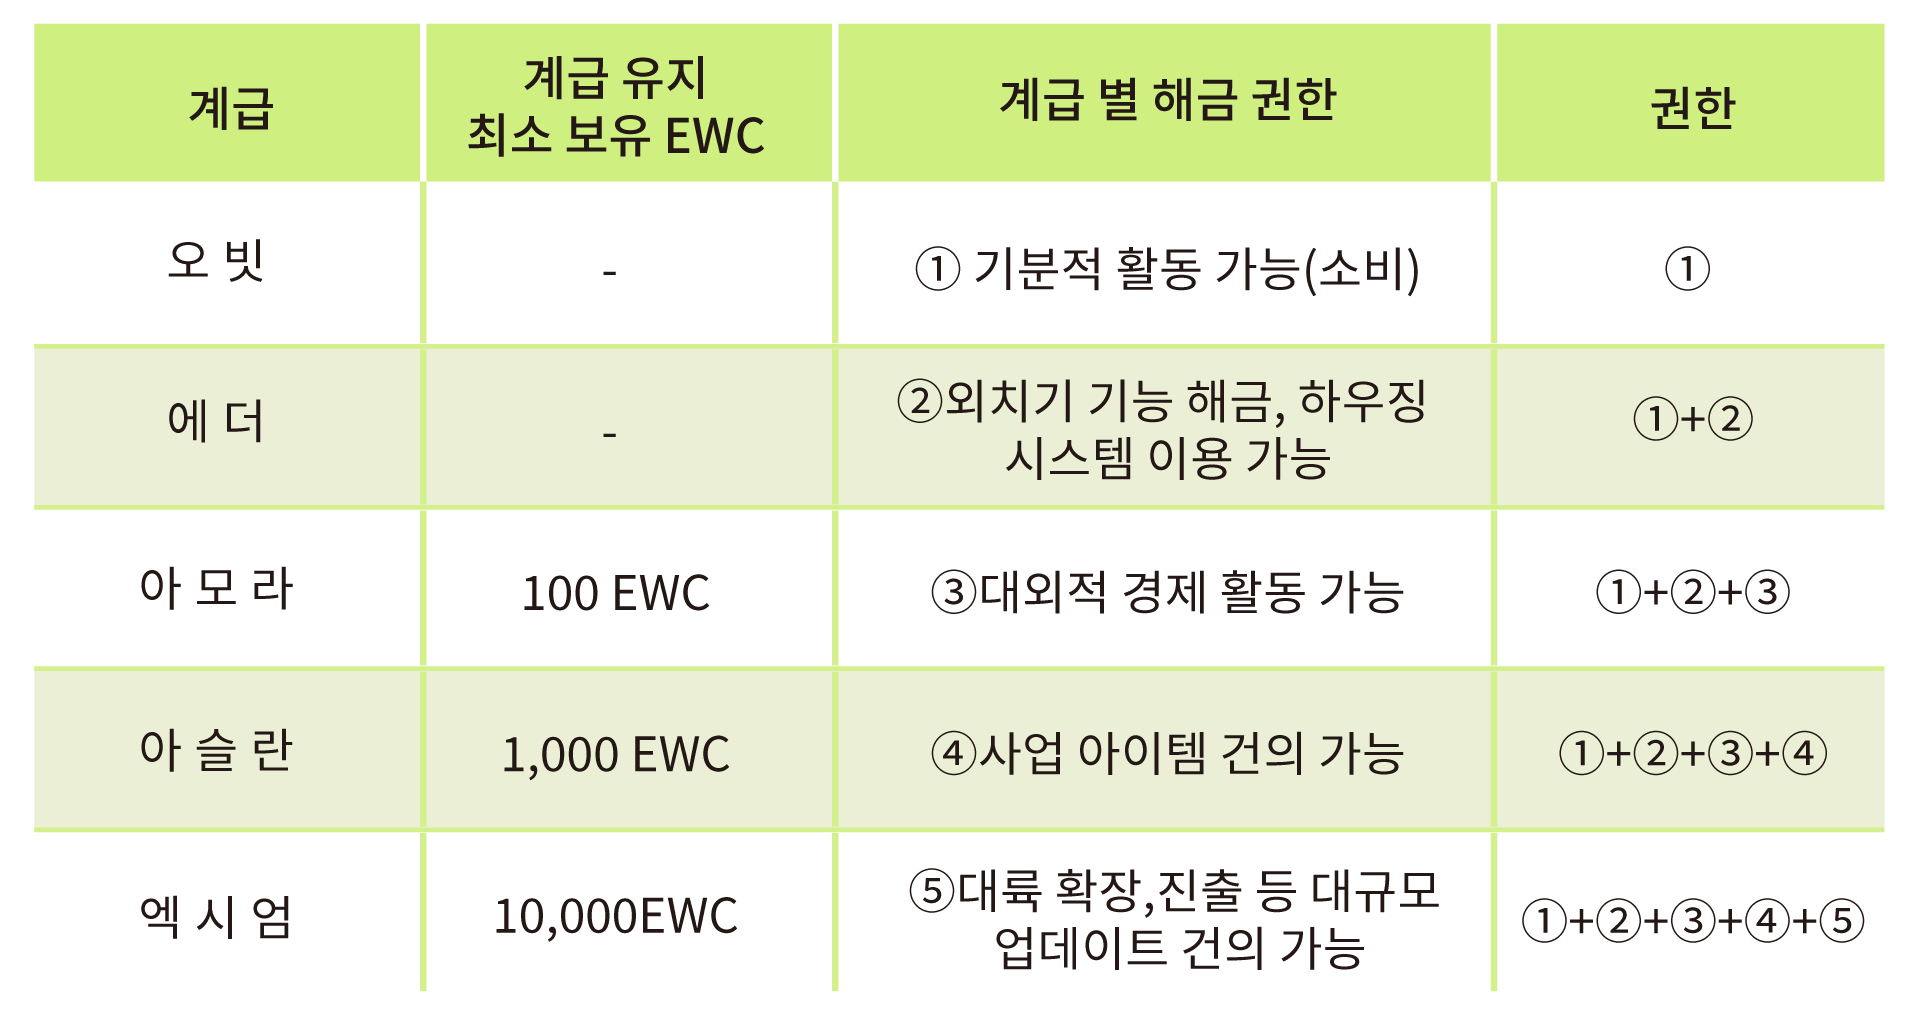 계급
계급 유지
최소 보유 EWC
계급 별 해금 권한
권한
오 빗
-
① 기분적 활동 가능(소비)
①
에 더
-
②외치기 기능 해금, 하우징
시스템 이용 가능
①+②
아 모 라
100 EWC
③대외적 경제 활동 가능
①+②+③
아 슬 란
1,000 EWC
④사업 아이템 건의 가능
①+②+③+④
엑 시 엄
10,000EWC
⑤대륙 확장,진출 등 대규모
업데이트 건의 가능
①+②+③+④+⑤